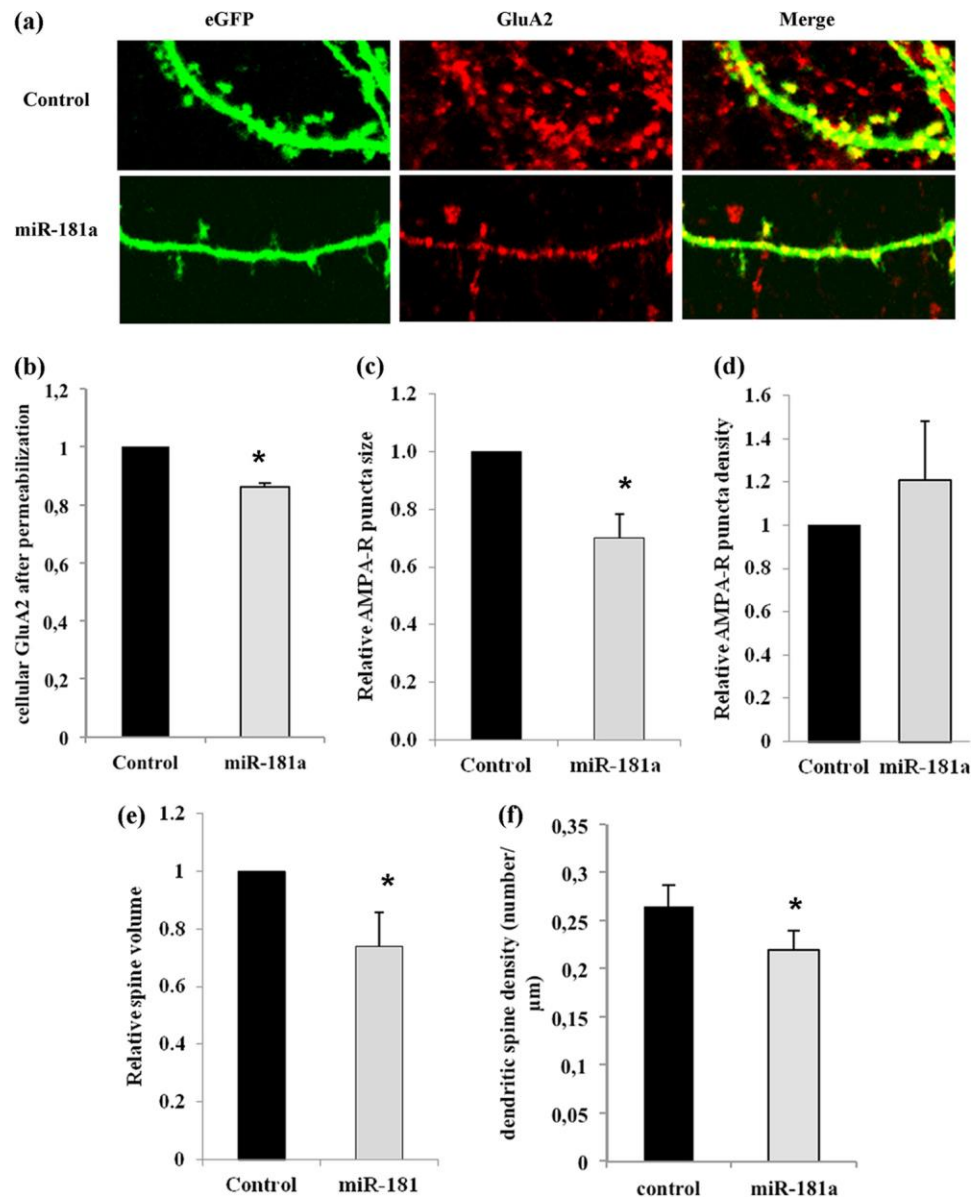 (a) eGFP GluA2 Merge
Control
miR-181a
(b) (c) (d)
cellular GluA2 after permeabilization
1,2
1
0,8
0,6
0,4
0,2
0
*
Control miR-181a
Relative AMPA-R puncta size
1.2
1.0
0.8
0.6
0.4
0.2
0.0
*
Control miR-181a
Relative AMPA-R puncta density
1.6
1.4
1.2
1
0.8
0.6
0.4
0.2
0
Control miR-181a
(e) (f)
Relative spine volume
1.2
1
0.8
0.6
0.4
0.2
0
*
Control miR-181
dendritic spine density (number/
µm)
0,35
0,3
0,25
0,2
0,15
0,1
0,05
0
*
control miR-181a